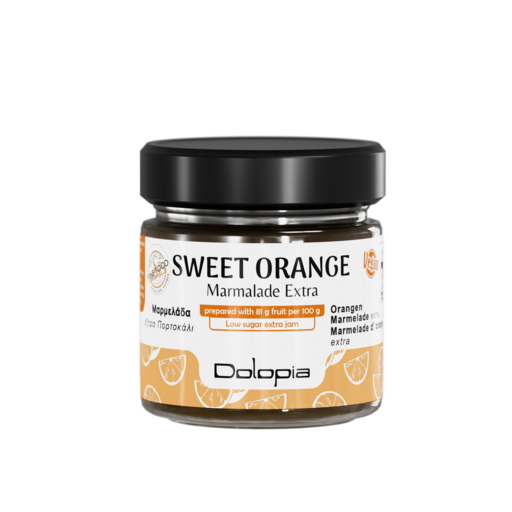 SWEET ORANGE
Marmalade Extra
prepared with 81 g fruit per 100 g
Low sugar extra jam
Μαρμελάδα
Πορτοκάλι
Orangen
Marmelade
Marmelade d'
extra
Dolopia